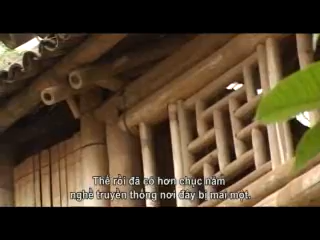 Thế rồi đã có hơn chục năm
nghề truyền thống nơi đây bị mai một..